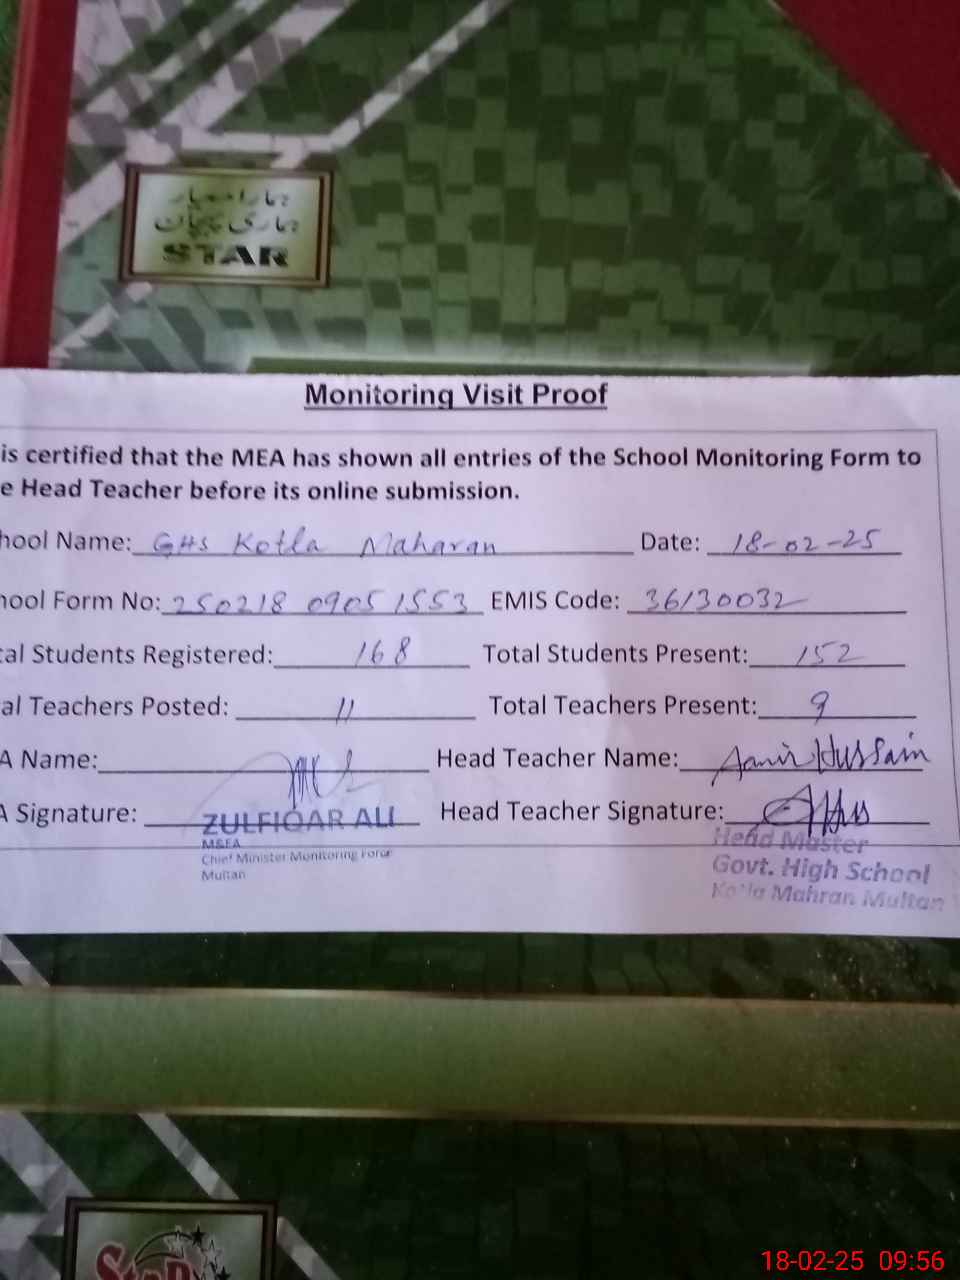 ہمارا معیار
ہماری پہچان
STAR
Monitoring Visit Proof
is certified that the MEA has shown all entries of the School Monitoring Form to
e Head Teacher before its online submission.
hool Name: GHS Kotla Maharan Date: 18-02-25
hool Form No: 250218 0905 1553 EMIS Code: 36130032
tal Students Registered: 168 Total Students Present: 152
al Teachers Posted: 11 Total Teachers Present: 9
A Name: Head Teacher Name: Aamir Hussain
A Signature: Head Teacher Signature:
ZULFIQAR ALI
M&EA
Chief Minister Monitoring Force
Multan
Head Master
Govt. High School
Kotla Mahran Multan
18-02-25 09:56